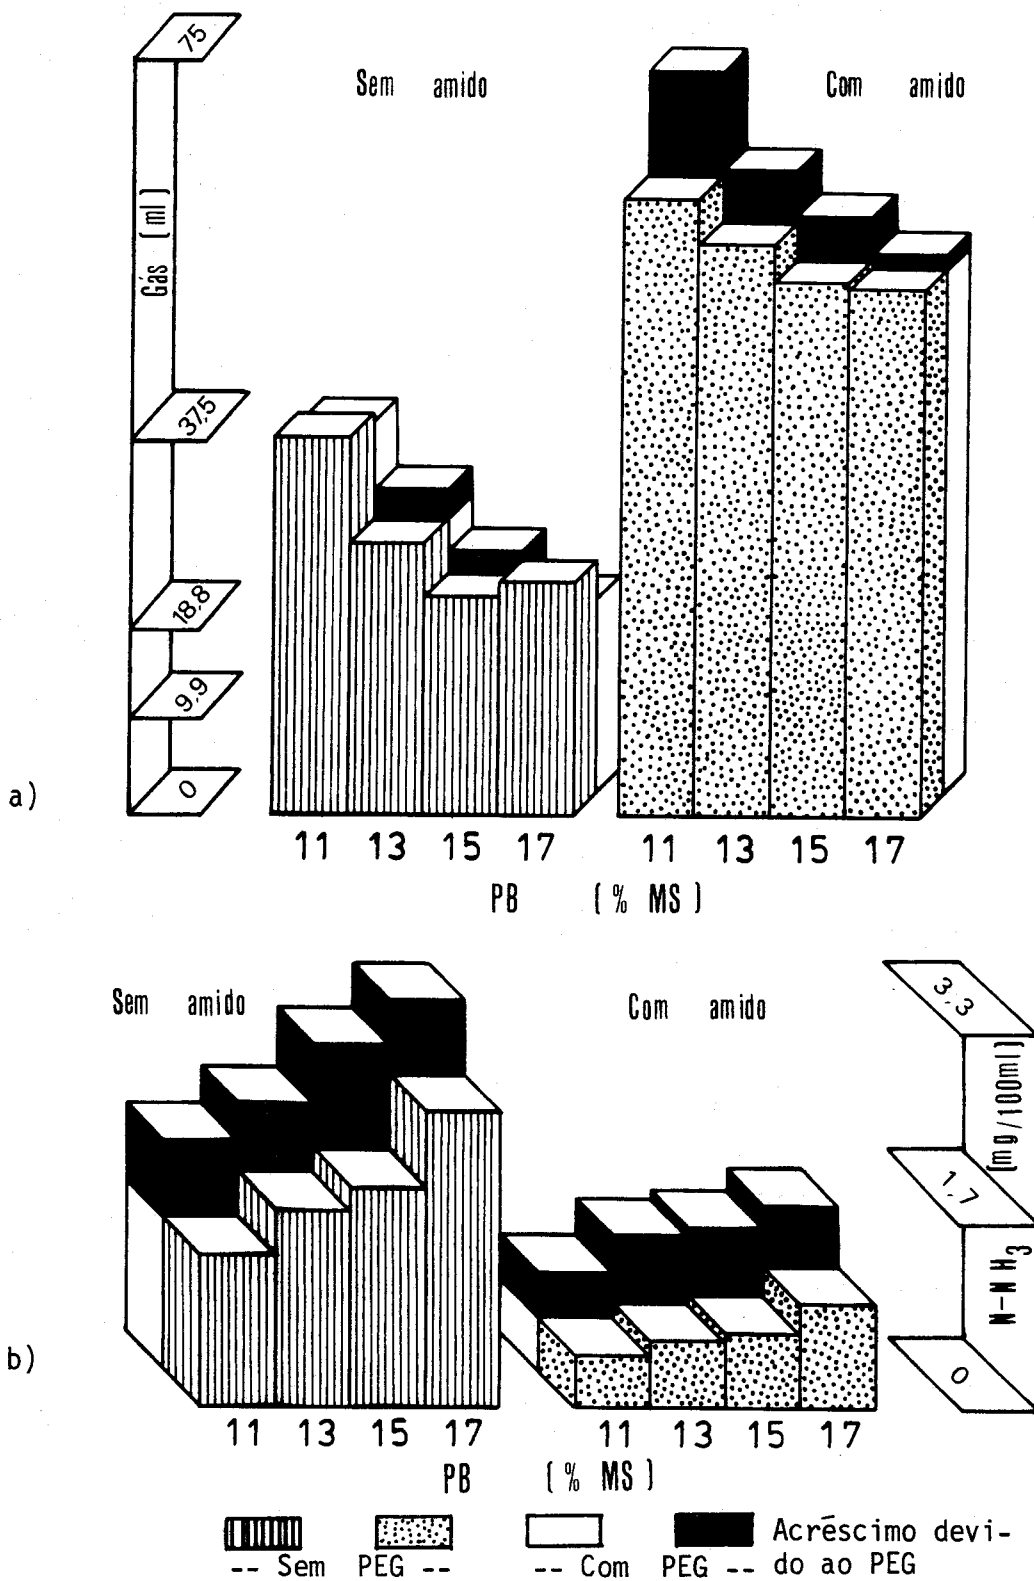 75
Sem amido
Com amido
Gás (ml)
37,5
18,8
9,9
0
a)
11 13 15 17
11 13 15 17
PB (% MS)
Sem amido
Com amido
3,3
(mg/100ml)
1,7
N-NH3
0
b)
11 13 15 17
11 13 15 17
PB (% MS)
-- Sem PEG --
-- Com PEG --
Acréscimo devi-
do ao PEG